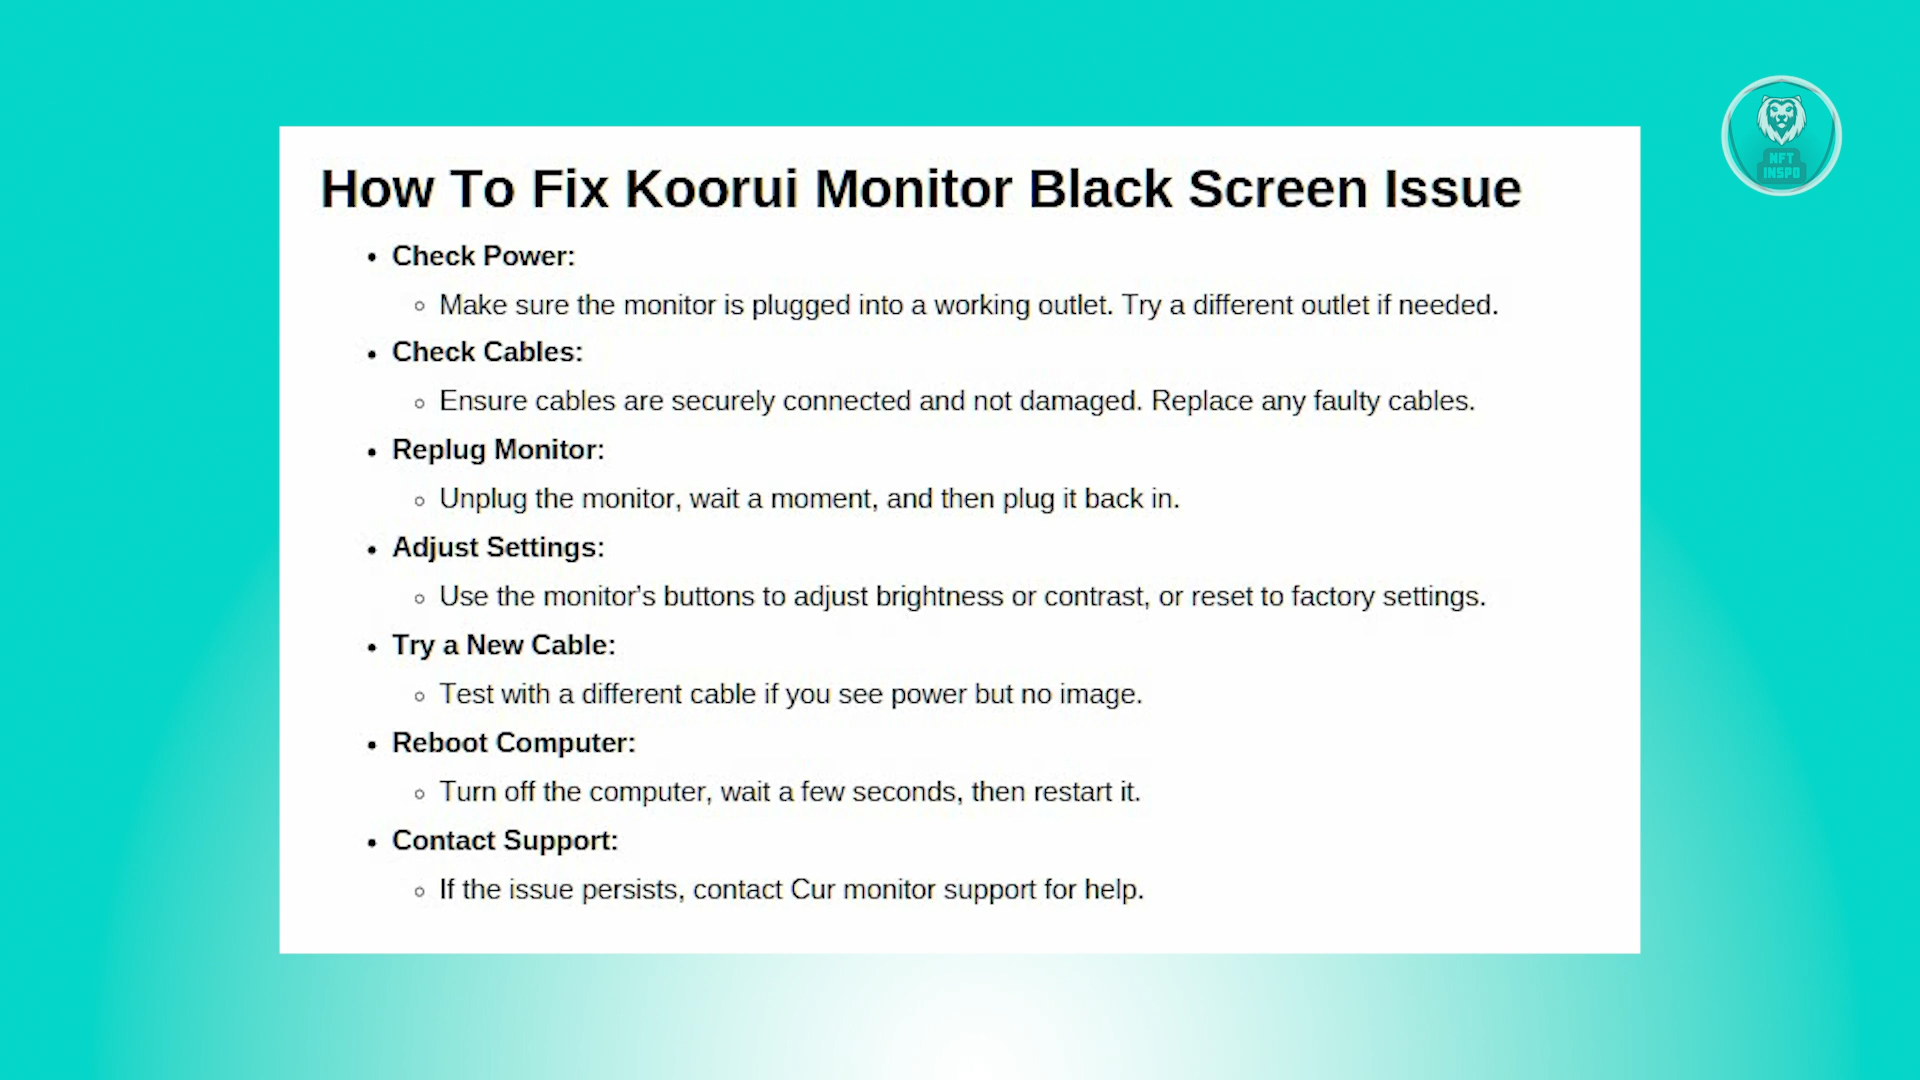 How To Fix Koorui Monitor Black Screen Issue
• Check Power:
○ Make sure the monitor is plugged into a working outlet. Try a different outlet if needed.
• Check Cables:
○ Ensure cables are securely connected and not damaged. Replace any faulty cables.
• Replug Monitor:
○ Unplug the monitor, wait a moment, and then plug it back in.
• Adjust Settings:
○ Use the monitor's buttons to adjust brightness or contrast, or reset to factory settings.
• Try a New Cable:
○ Test with a different cable if you see power but no image.
• Reboot Computer:
○ Turn off the computer, wait a few seconds, then restart it.
• Contact Support:
○ If the issue persists, contact Cur monitor support for help.
NFT
INSPO